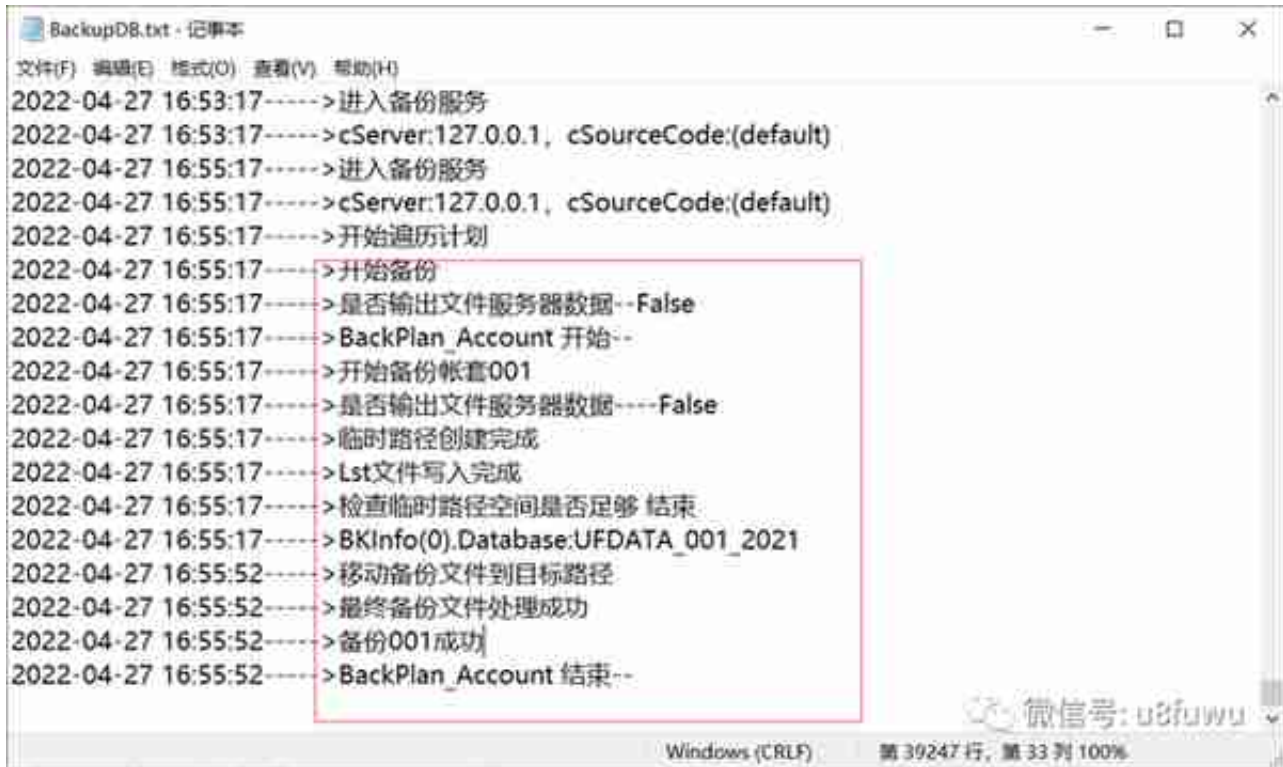 BackupDB.txt - 记事本
文件(F) 编辑(E) 格式(O) 查看(V) 帮助(H)
2022-04-27 16:53:17----->进入备份服务
2022-04-27 16:53:17----->cServer:127.0.0.1，cSourceCode:(default)
2022-04-27 16:55:17----->进入备份服务
2022-04-27 16:55:17----->cServer:127.0.0.1，cSourceCode:(default)
2022-04-27 16:55:17----->开始遍历计划
2022-04-27 16:55:17----->开始备份
2022-04-27 16:55:17----->是否输出文件服务器数据--False
2022-04-27 16:55:17----->BackPlan_Account 开始--
2022-04-27 16:55:17----->开始备份帐套001
2022-04-27 16:55:17----->是否输出文件服务器数据----False
2022-04-27 16:55:17----->临时路径创建完成
2022-04-27 16:55:17----->Lst文件写入完成
2022-04-27 16:55:17----->检查临时路径空间是否足够 结束
2022-04-27 16:55:17----->BKInfo(0).Database:UFDATA_001_2021
2022-04-27 16:55:52----->移动备份文件到目标路径
2022-04-27 16:55:52----->最终备份文件处理成功
2022-04-27 16:55:52----->备份001成功
2022-04-27 16:55:52----->BackPlan_Account 结束--
微信号: u8fuwu
Windows (CRLF) 第 39247 行，第 33 列 100%